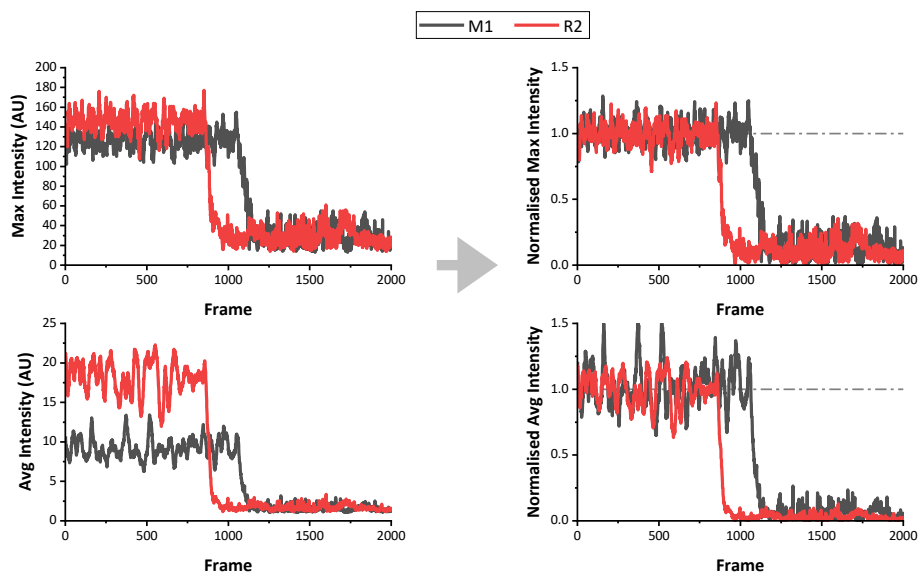 M1 R2
Max Intensity (AU)
200
180
160
140
120
100
80
60
40
20
0
0 500 1000 1500 2000
Frame
Normalised Max Intensity
1.5
1.0
0.5
0.0
0 500 1000 1500 2000
Frame
Avg Intensity (AU)
25
20
15
10
5
0
0 500 1000 1500 2000
Frame
Normalised Avg Intensity
1.5
1.0
0.5
0.0
0 500 1000 1500 2000
Frame